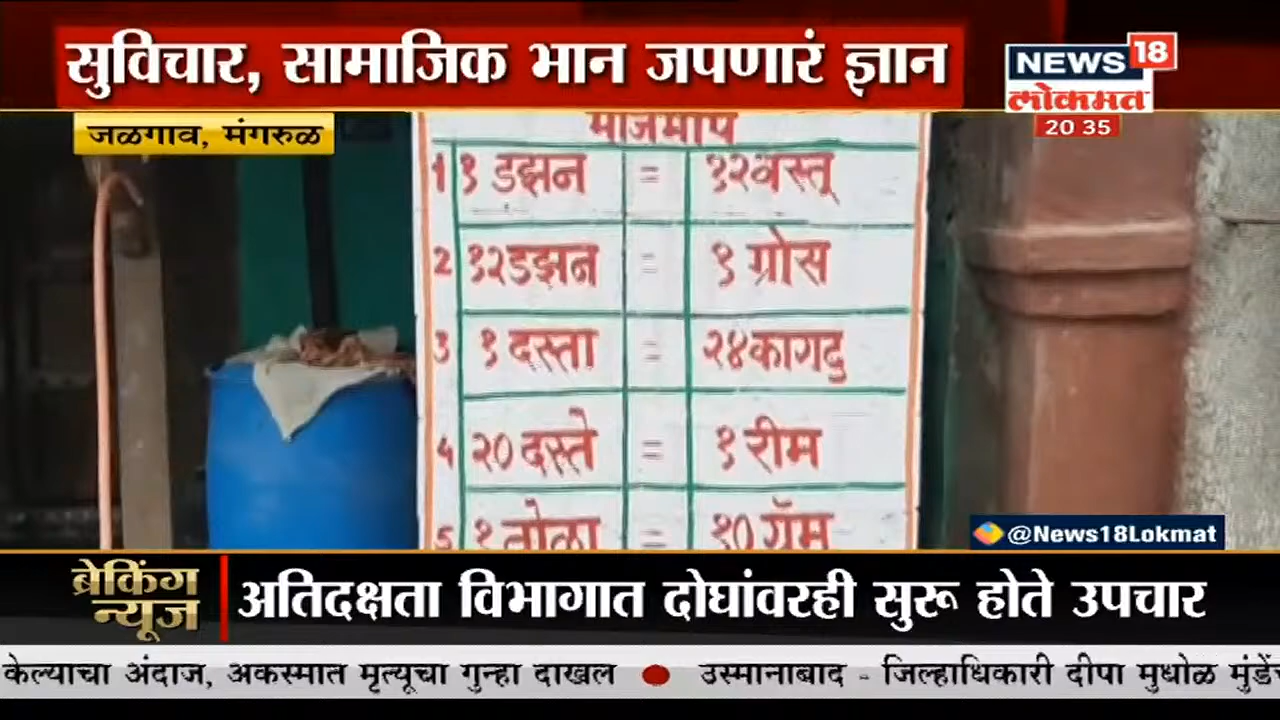 सुविचार, सामाजिक भान जपणारं ज्ञान
NEWS 18
लोकमत
20 35
जळगाव, मंगरुळ
मोजमाप
1 १ डझन = १२वस्तू
2 १२डझन = १ ग्रोस
3 १ दस्ता = २४कागद
4 २० दस्ते = १ रीम
5 १ तोळा = १० ग्रॅम
@News18Lokmat
ब्रेकिंग न्यूज
अतिदक्षता विभागात दोघांवरही सुरू होते उपचार
केल्याचा अंदाज, अकस्मात मृत्यूचा गुन्हा दाखल ● उस्मानाबाद - जिल्हाधिकारी दीपा मुधोळ मुंडें